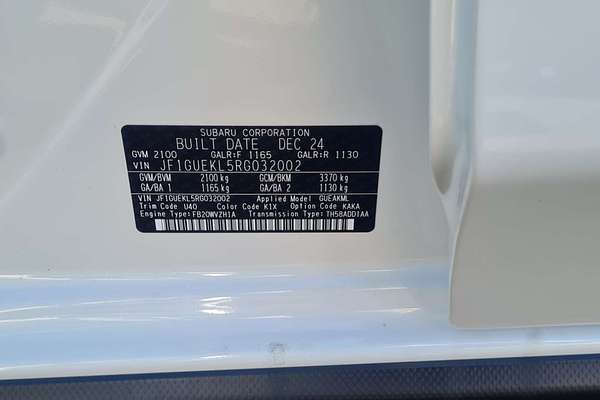 SUBARU CORPORATION
BUILT DATE DEC 24
GVM 2100 GALR:F 1165 GALR:R 1130
VIN JF1GUEKL5RG032002
GVM/BVM 2100 kg GCM/BKM 3370 kg
GA/BA 1 1165 kg GA/BA 2 1130 kg
VIN JF1GUEKL5RG032002 Applied Model GUEAKML
Trim Code U40 Color Code K1X Option Code KAKA
Engine Type FB20WVZH1A Transmission Type TH58ADD1AA